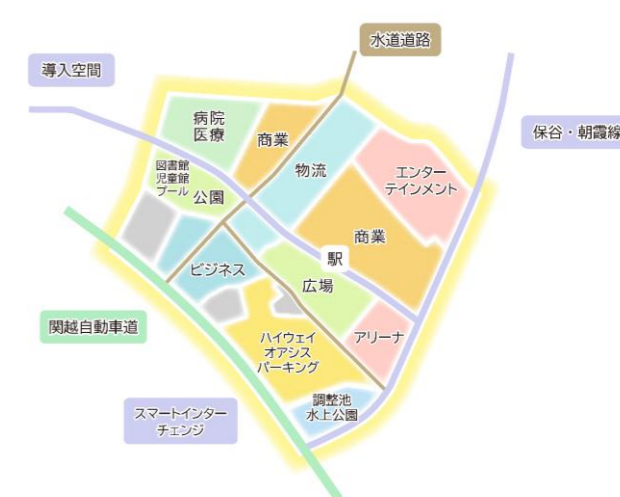 水道道路
導入空間
病院
医療
商業
保谷・朝霞線
図書館
児童館
プール
公園
物流
エンター
テインメント
商業
駅
ビジネス
広場
関越自動車道
ハイウェイ
オアシス
パーキング
アリーナ
スマートインター
チェンジ
調整池
水上公園